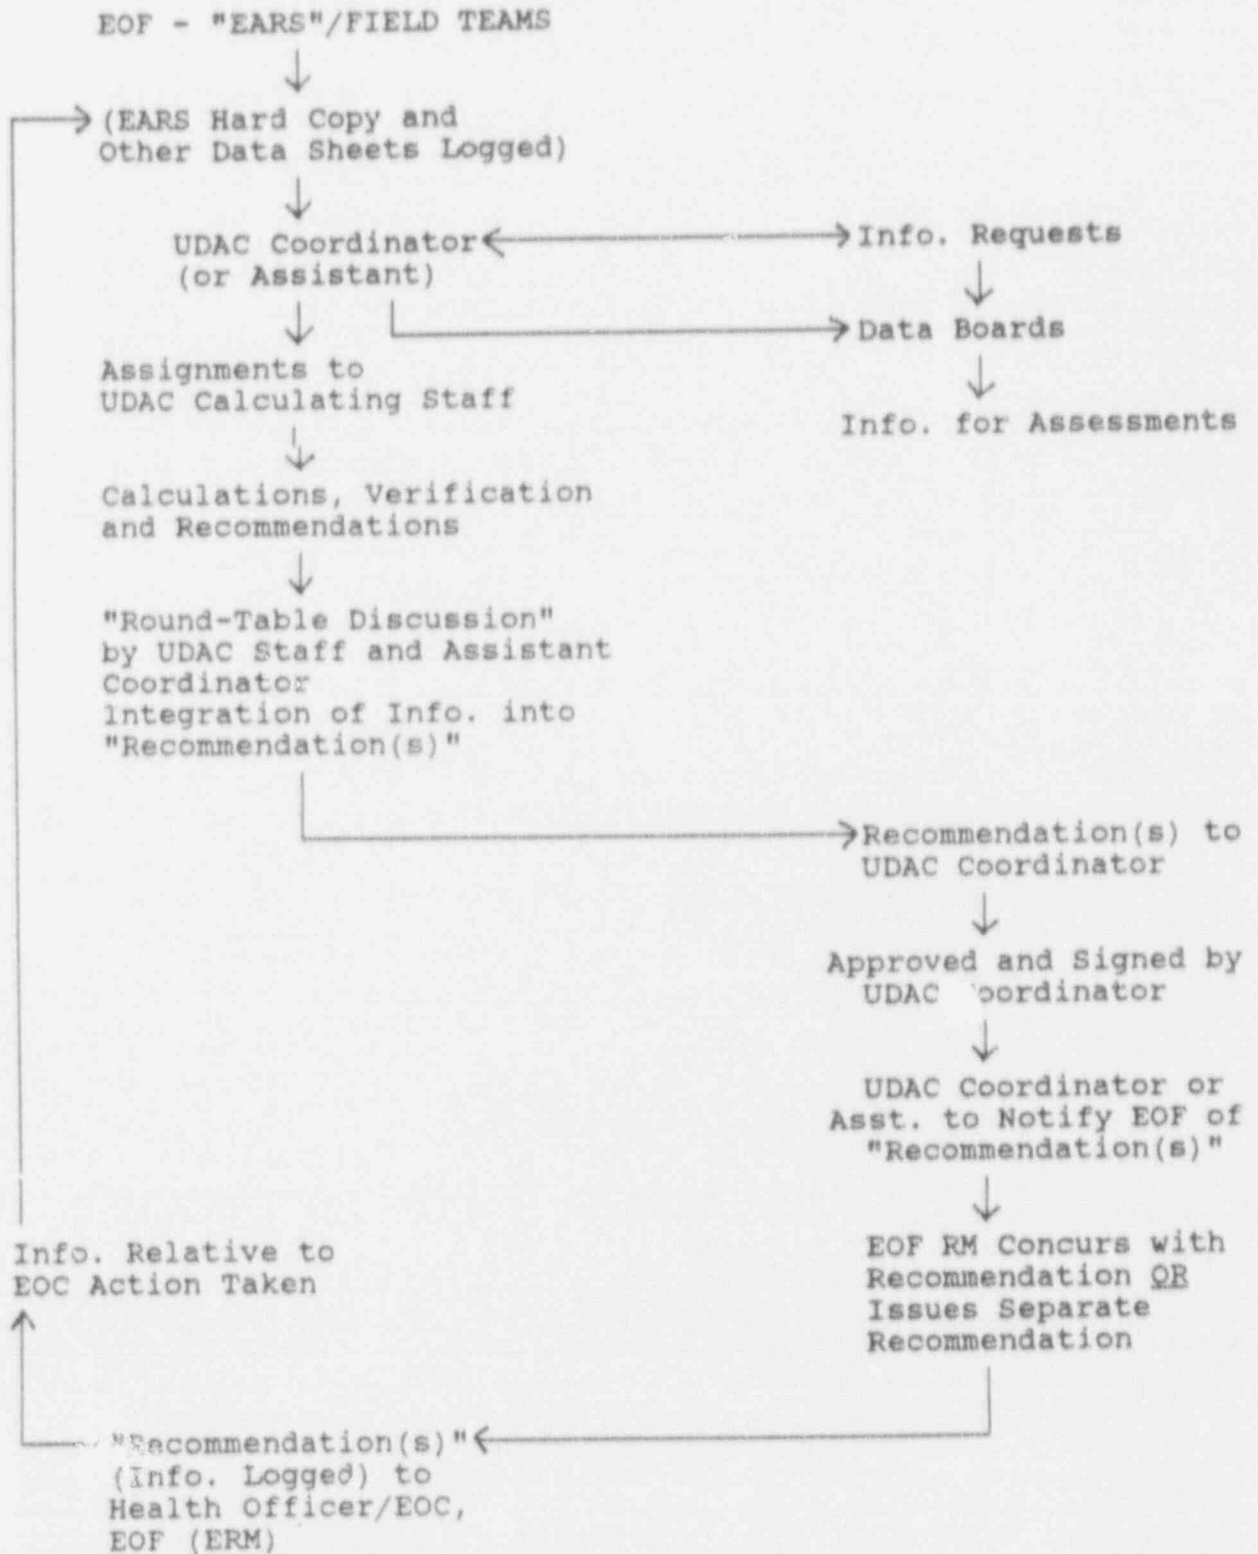 EOF - "EARS"/FIELD TEAMS
(EARS Hard Copy and
Other Data Sheets Logged)
UDAC Coordinator
(or Assistant)
Info. Requests
Data Boards
Info. for Assessments
Assignments to
UDAC Calculating Staff
Calculations, Verification
and Recommendations
"Round-Table Discussion"
by UDAC Staff and Assistant
Coordinator
Integration of Info. into
"Recommendation(s)"
Recommendation(s) to
UDAC Coordinator
Approved and Signed by
UDAC oordinator
UDAC Coordinator or
Asst. to Notify EOF of
"Recommendation(s)"
EOF RM Concurs with
Recommendation OR
Issues Separate
Recommendation
Info. Relative to
EOC Action Taken
"Recommendation(s)"
(Info. Logged) to
Health Officer/EOC,
EOF (ERM)